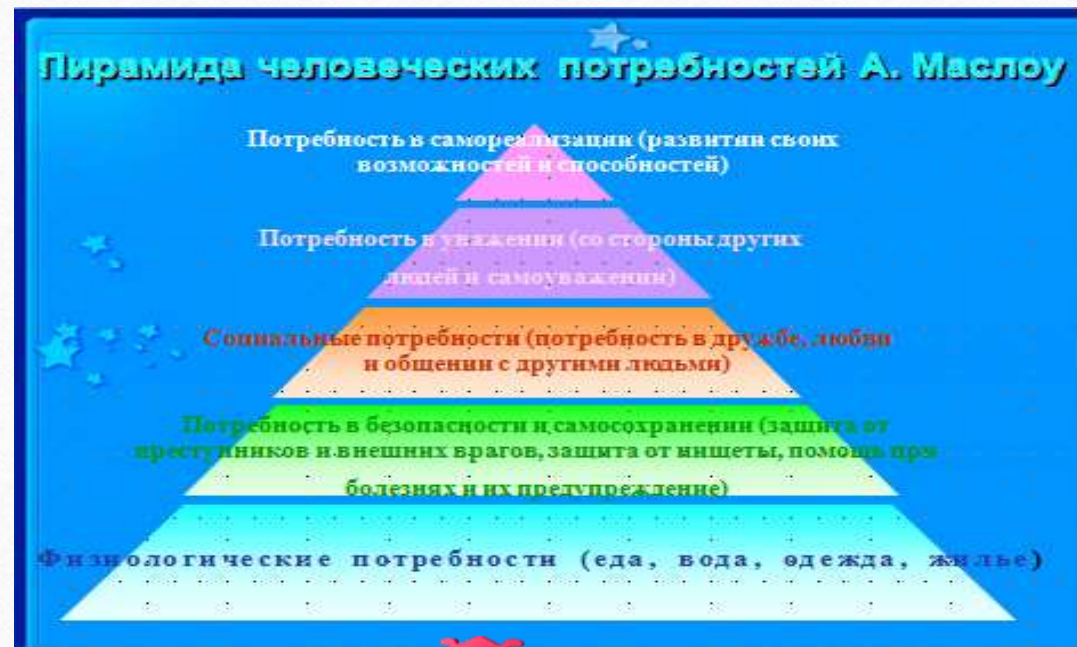 Пирамида человеческих потребностей А. Маслоу
Потребность в самореализации (развитии своих
возможностей и способностей)
Потребность в уважении (со стороны других
людей и самоуважении)
Социальные потребности (потребность в дружбе, любви
и общении с другими людьми)
Потребность в безопасности и самосохранении (защита от
преступников и внешних врагов, защита от нищеты, помощь при
болезнях и их предупреждение)
Физиологические потребности (еда, вода, одежда, жилье)